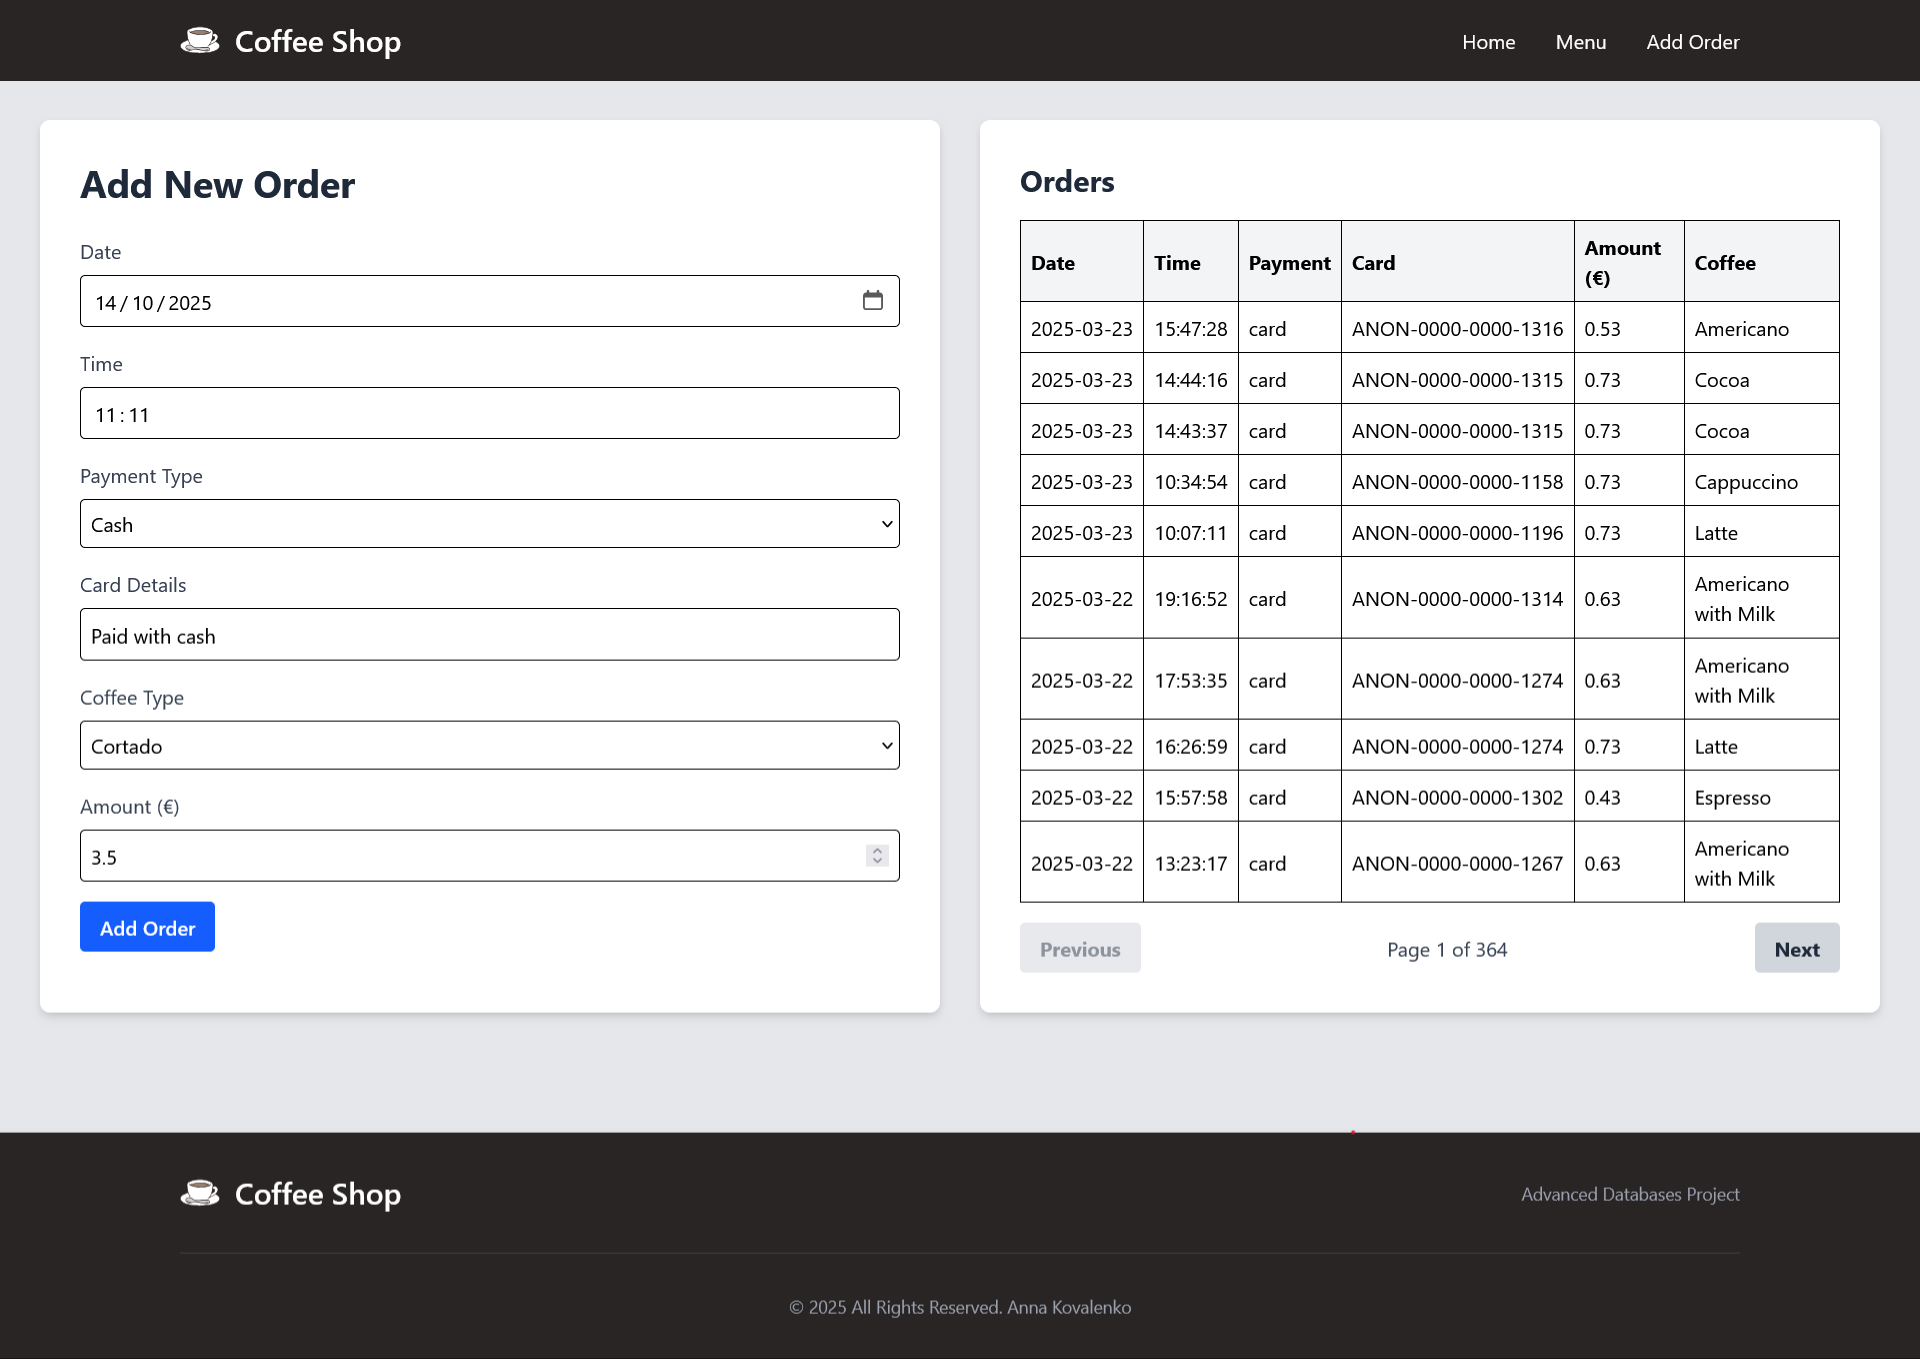 Coffee Shop
Home Menu Add Order
Add New Order
Date
14 / 10 / 2025
Time
11 : 11
Payment Type
Cash
Card Details
Paid with cash
Coffee Type
Cortado
Amount (€)
3.5
Add Order
Orders
Date Time Payment Card Amount (€) Coffee
2025-03-23 15:47:28 card ANON-0000-0000-1316 0.53 Americano
2025-03-23 14:44:16 card ANON-0000-0000-1315 0.73 Cocoa
2025-03-23 14:43:37 card ANON-0000-0000-1315 0.73 Cocoa
2025-03-23 10:34:54 card ANON-0000-0000-1158 0.73 Cappuccino
2025-03-23 10:07:11 card ANON-0000-0000-1196 0.73 Latte
2025-03-22 19:16:52 card ANON-0000-0000-1314 0.63 Americano with Milk
2025-03-22 17:53:35 card ANON-0000-0000-1274 0.63 Americano with Milk
2025-03-22 16:26:59 card ANON-0000-0000-1274 0.73 Latte
2025-03-22 15:57:58 card ANON-0000-0000-1302 0.43 Espresso
2025-03-22 13:23:17 card ANON-0000-0000-1267 0.63 Americano with Milk
Previous Page 1 of 364 Next
Coffee Shop
Advanced Databases Project
© 2025 All Rights Reserved. Anna Kovalenko